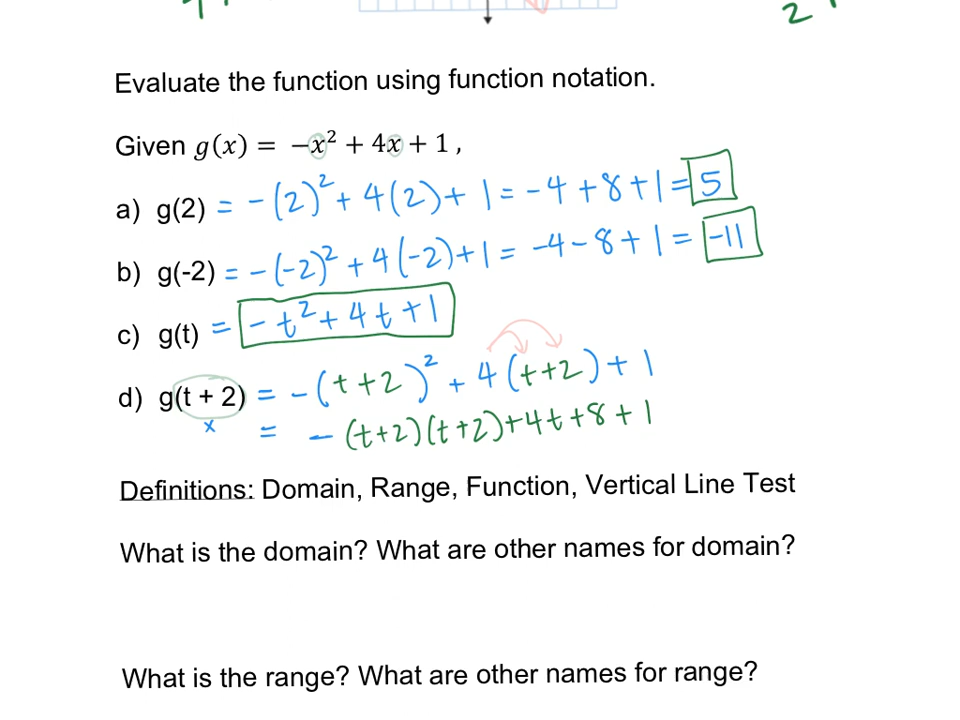 2
Evaluate the function using function notation.
Given g(x) = −x² + 4x + 1 ,
a) g(2) = -(2)² + 4(2) + 1 = -4 + 8 + 1 = 5
b) g(-2) = -(-2)² + 4(-2) + 1 = -4 - 8 + 1 = -11
c) g(t) = -t² + 4t + 1
d) g(t + 2) = -(t+2)² + 4(t+2) + 1
x = -(t+2)(t+2) + 4t + 8 + 1
Definitions: Domain, Range, Function, Vertical Line Test
What is the domain? What are other names for domain?
What is the range? What are other names for range?